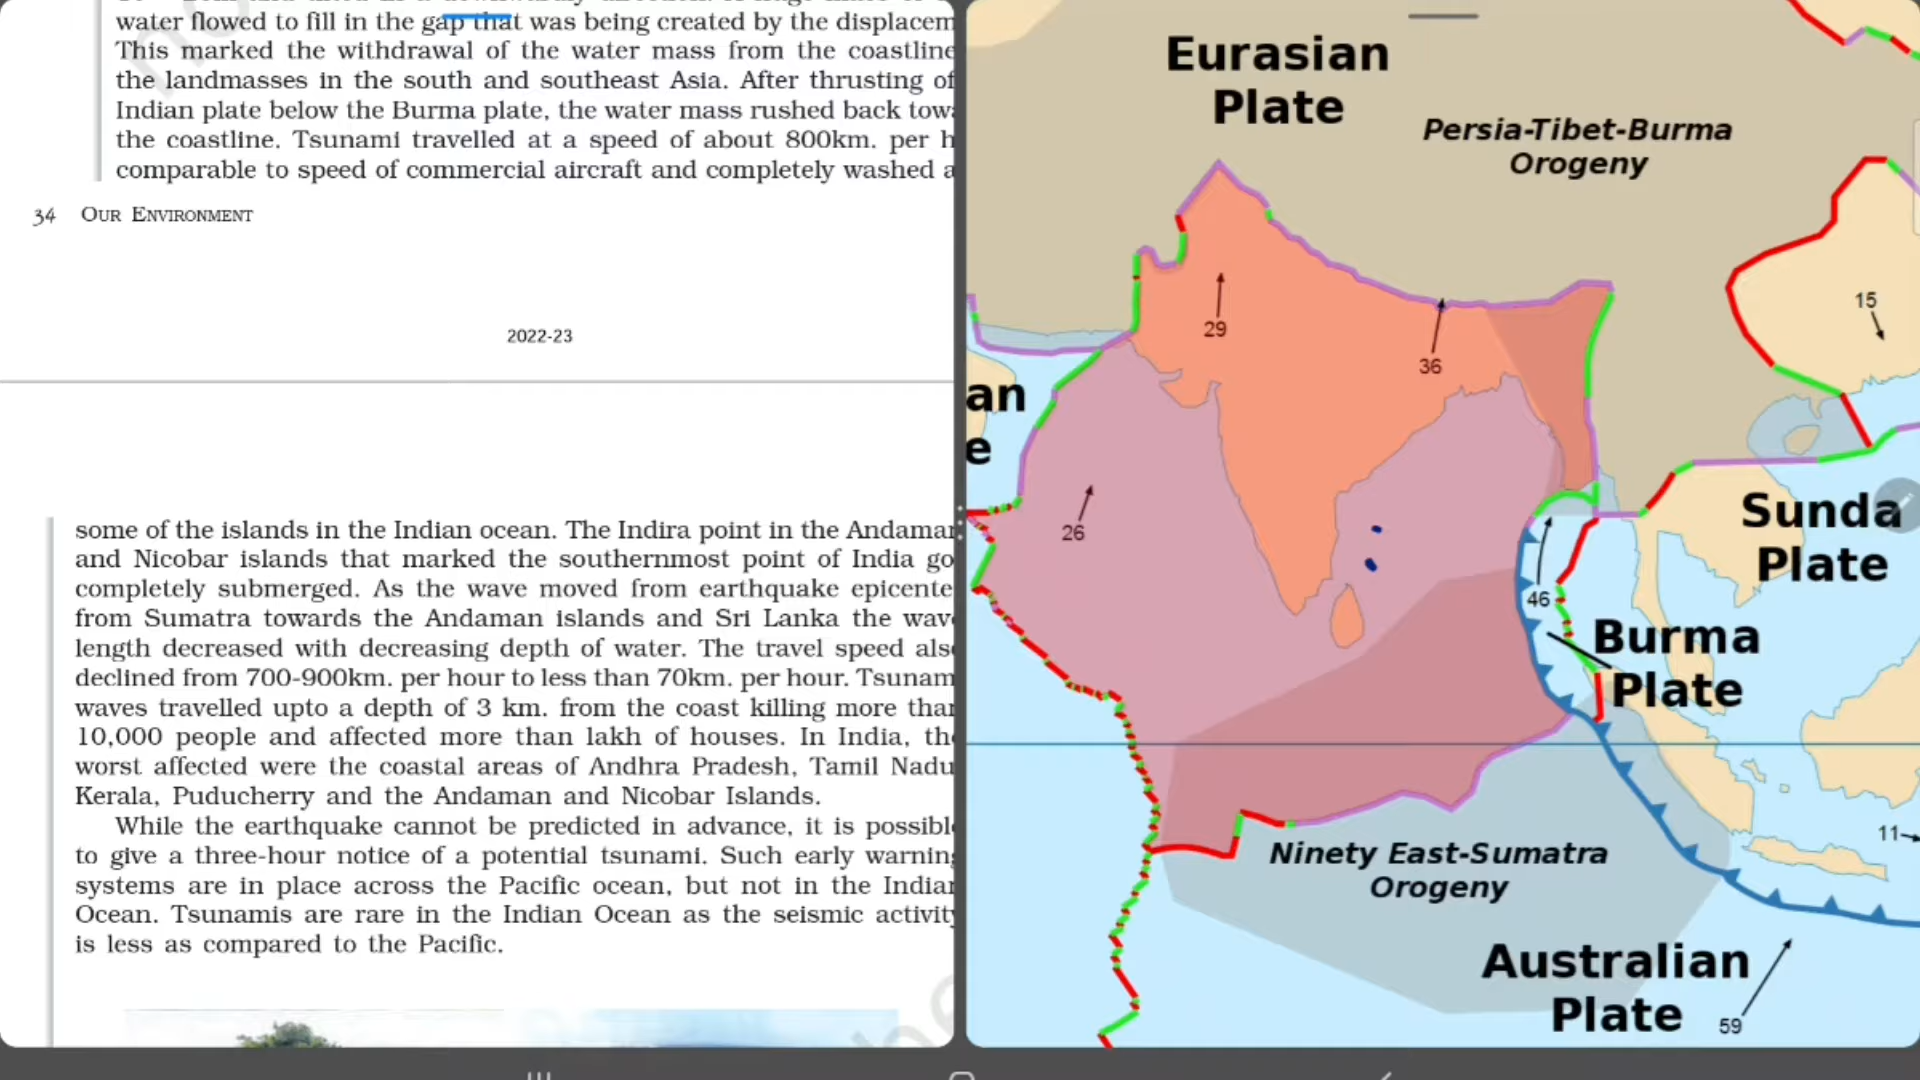 water flowed to fill in the gap that was being created by the displacem
This marked the withdrawal of the water mass from the coastline
the landmasses in the south and southeast Asia. After thrusting of
Indian plate below the Burma plate, the water mass rushed back tow
the coastline. Tsunami travelled at a speed of about 800km. per h
comparable to speed of commercial aircraft and completely washed a
34 OUR ENVIRONMENT
2022-23
some of the islands in the Indian ocean. The Indira point in the Andaman
and Nicobar islands that marked the southernmost point of India go
completely submerged. As the wave moved from earthquake epicente
from Sumatra towards the Andaman islands and Sri Lanka the wav
length decreased with decreasing depth of water. The travel speed als
declined from 700-900km. per hour to less than 70km. per hour. Tsunam
waves travelled upto a depth of 3 km. from the coast killing more than
10,000 people and affected more than lakh of houses. In India, the
worst affected were the coastal areas of Andhra Pradesh, Tamil Nadu
Kerala, Puducherry and the Andaman and Nicobar Islands.
While the earthquake cannot be predicted in advance, it is possibl
to give a three-hour notice of a potential tsunami. Such early warning
systems are in place across the Pacific ocean, but not in the Indian
Ocean. Tsunamis are rare in the Indian Ocean as the seismic activity
is less as compared to the Pacific.
Eurasian
Plate
Persia-Tibet-Burma
Orogeny
15
29
36
an
e
26
Sunda
Plate
46
Burma
Plate
11
Ninety East-Sumatra
Orogeny
Australian
Plate
59